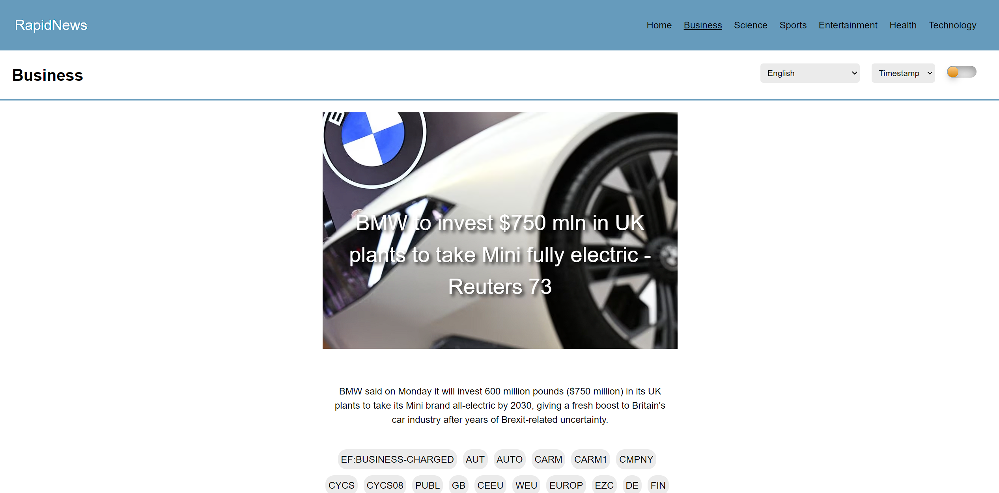 RapidNews
Home Business Science Sports Entertainment Health Technology
Business
English Timestamp
B
BMW to invest $750 mln in UK
plants to take Mini fully electric -
Reuters 73
BMW said on Monday it will invest 600 million pounds ($750 million) in its UK
plants to take its Mini brand all-electric by 2030, giving a fresh boost to Britain's
car industry after years of Brexit-related uncertainty.
EF:BUSINESS-CHARGED AUT AUTO CARM CARM1 CMPNY
CYCS CYCS08 PUBL GB CEEU WEU EUROP EZC DE FIN